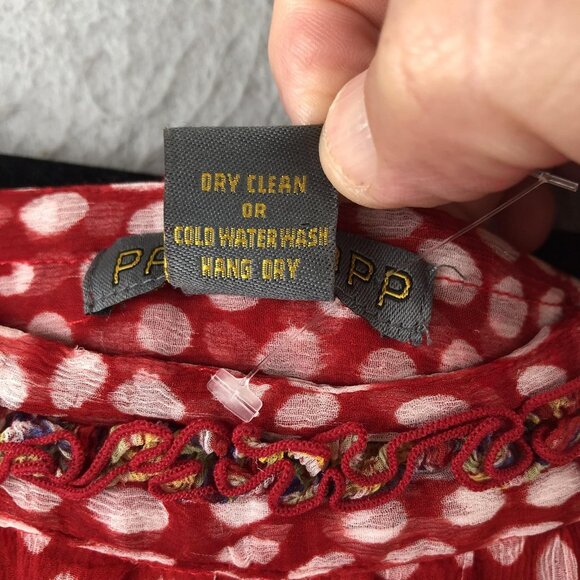 DRY CLEAN
OR
COLD WATER WASH
HANG DRY